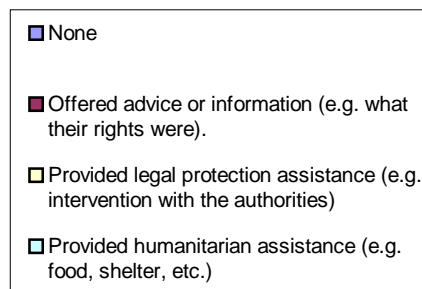 None
Offered advice or information (e.g. what
their rights were).
Provided legal protection assistance (e.g.
intervention with the authorities)
Provided humanitarian assistance (e.g.
food, shelter, etc.)